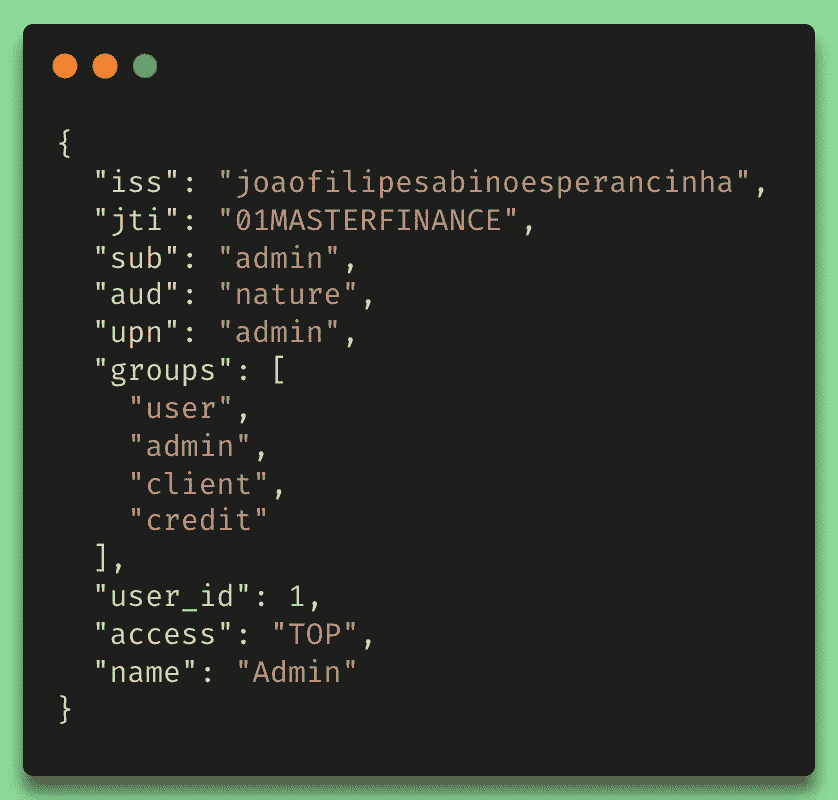 {
  "iss": "joaofilipesabinoesperancinha",
  "jti": "01MASTERFINANCE",
  "sub": "admin",
  "aud": "nature",
  "upn": "admin",
  "groups": [
    "user",
    "admin",
    "client",
    "credit"
  ],
  "user_id": 1,
  "access": "TOP",
  "name": "Admin"
}